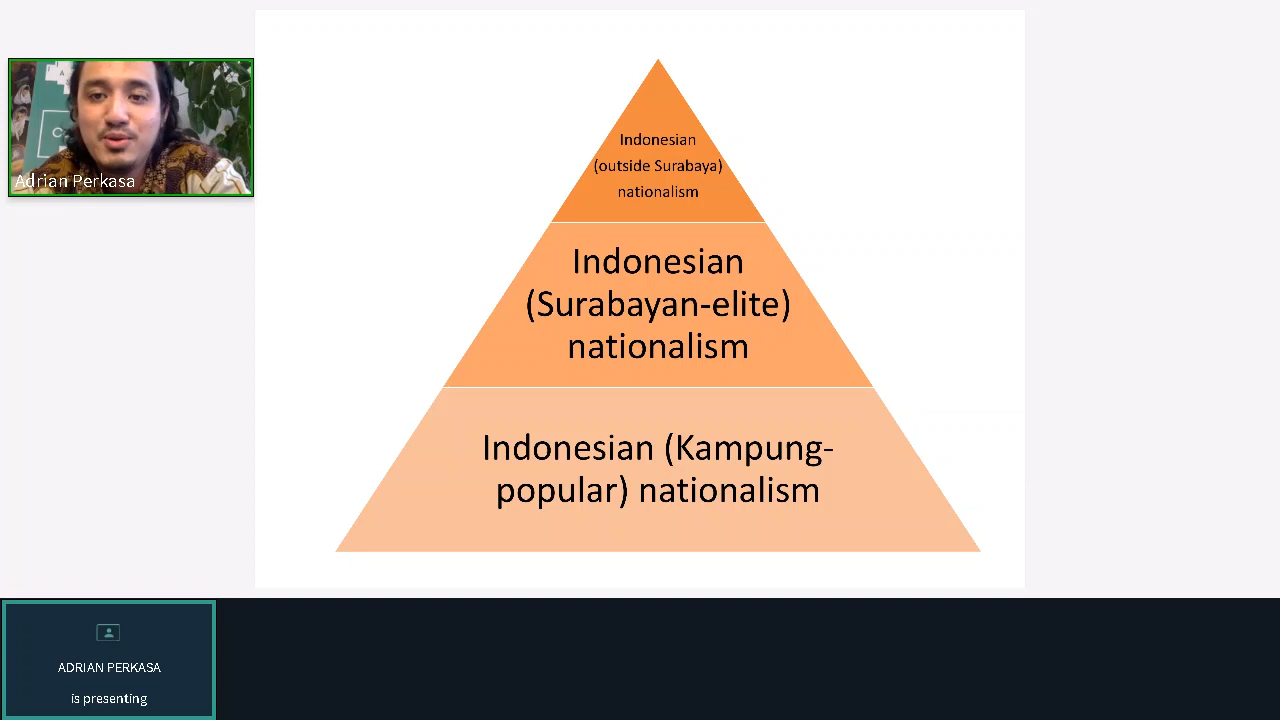 Adrian Perkasa
Indonesian
(outside Surabaya)
nationalism
Indonesian
(Surabayan-elite)
nationalism
Indonesian (Kampung-
popular) nationalism
ADRIAN PERKASA
is presenting